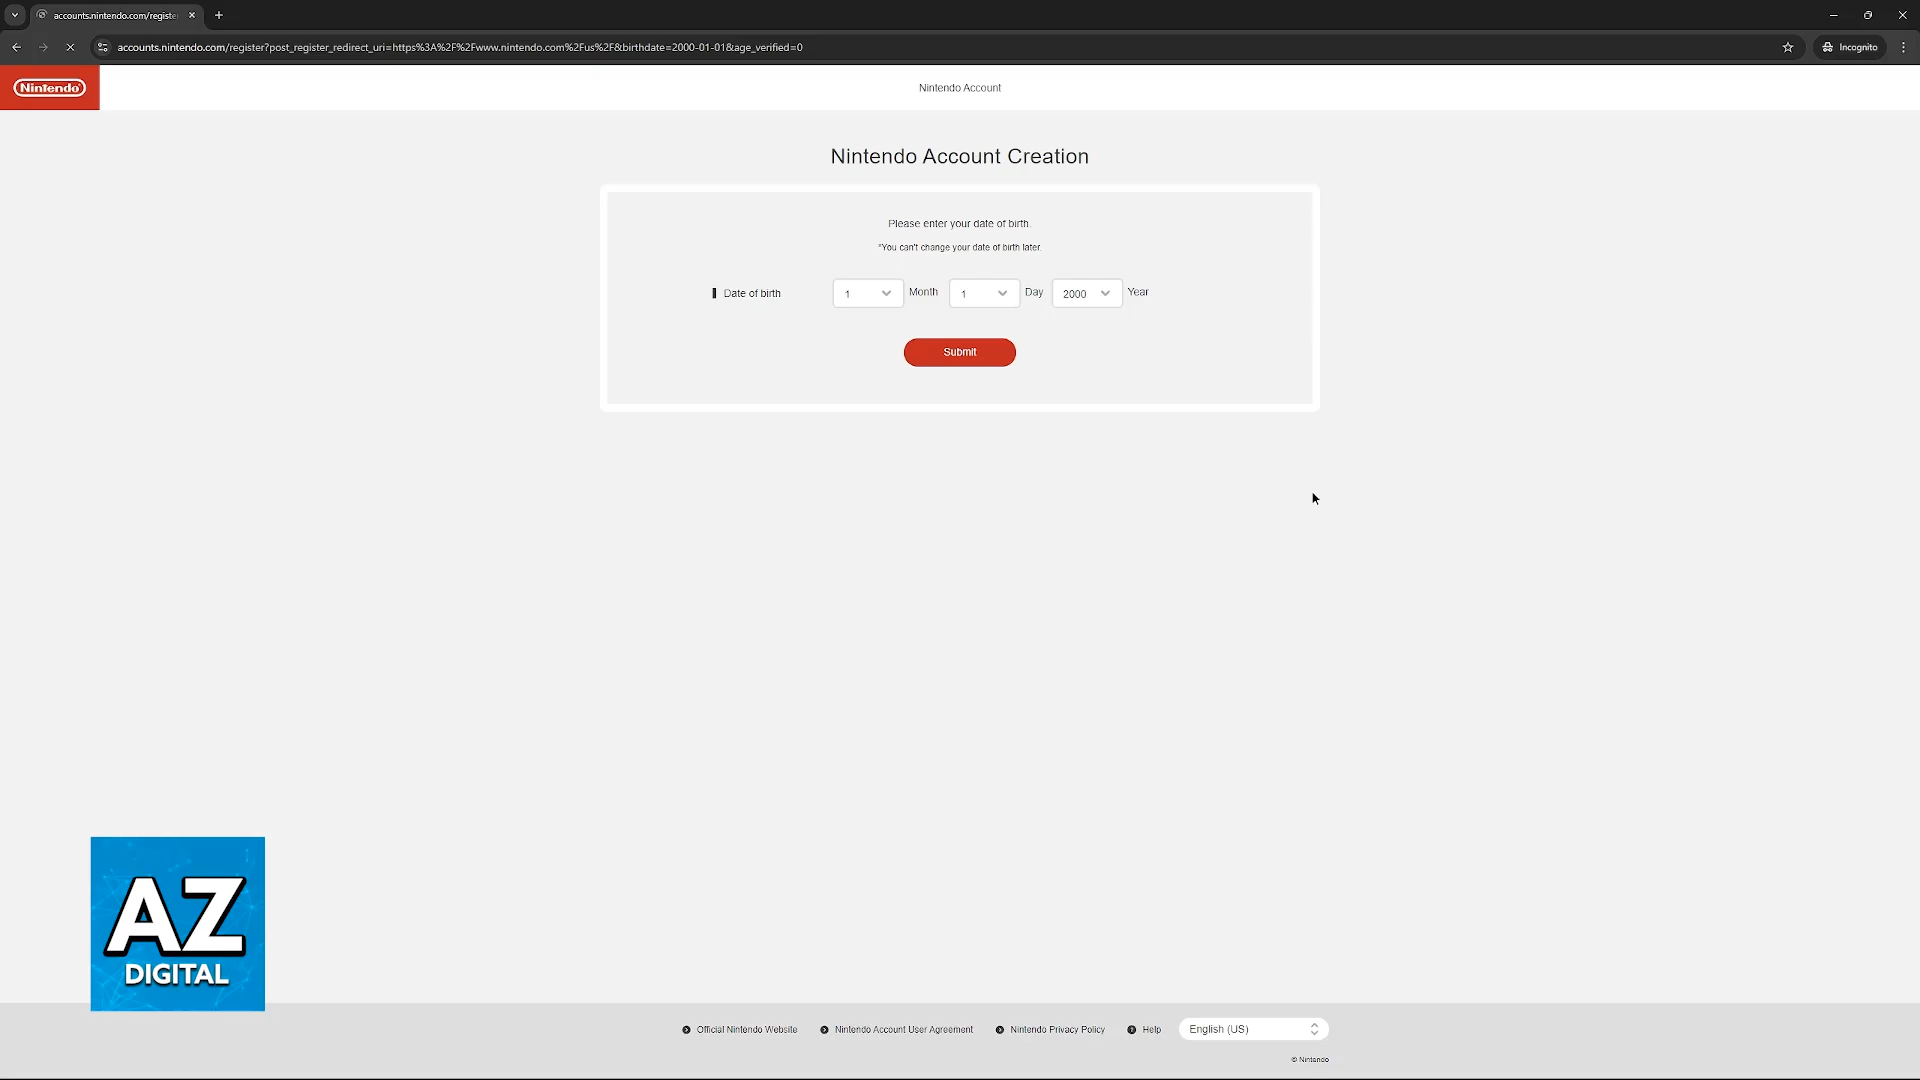 accounts.nintendo.com/registe
accounts.nintendo.com/register?post_register_redirect_uri=https%3A%2F%2Fwww.nintendo.com%2Fus%2F&birthdate=2000-01-01&age_verified=0
Incognito
Nintendo
Nintendo Account
Nintendo Account Creation
Please enter your date of birth.
*You can't change your date of birth later.
Date of birth 1 Month 1 Day 2000 Year
Submit
AZ
DIGITAL
Official Nintendo Website Nintendo Account User Agreement Nintendo Privacy Policy Help English (US)
© Nintendo